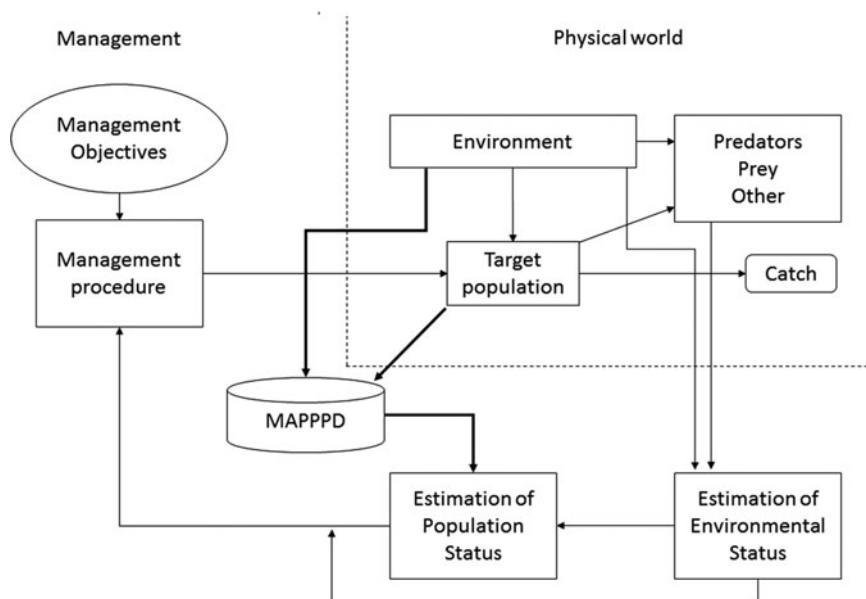 Management
Physical world
Management
Objectives
Environment
Predators
Prey
Other
Management
procedure
Target
population
Catch
MAPPPD
Estimation of
Population
Status
Estimation of
Environmental
Status